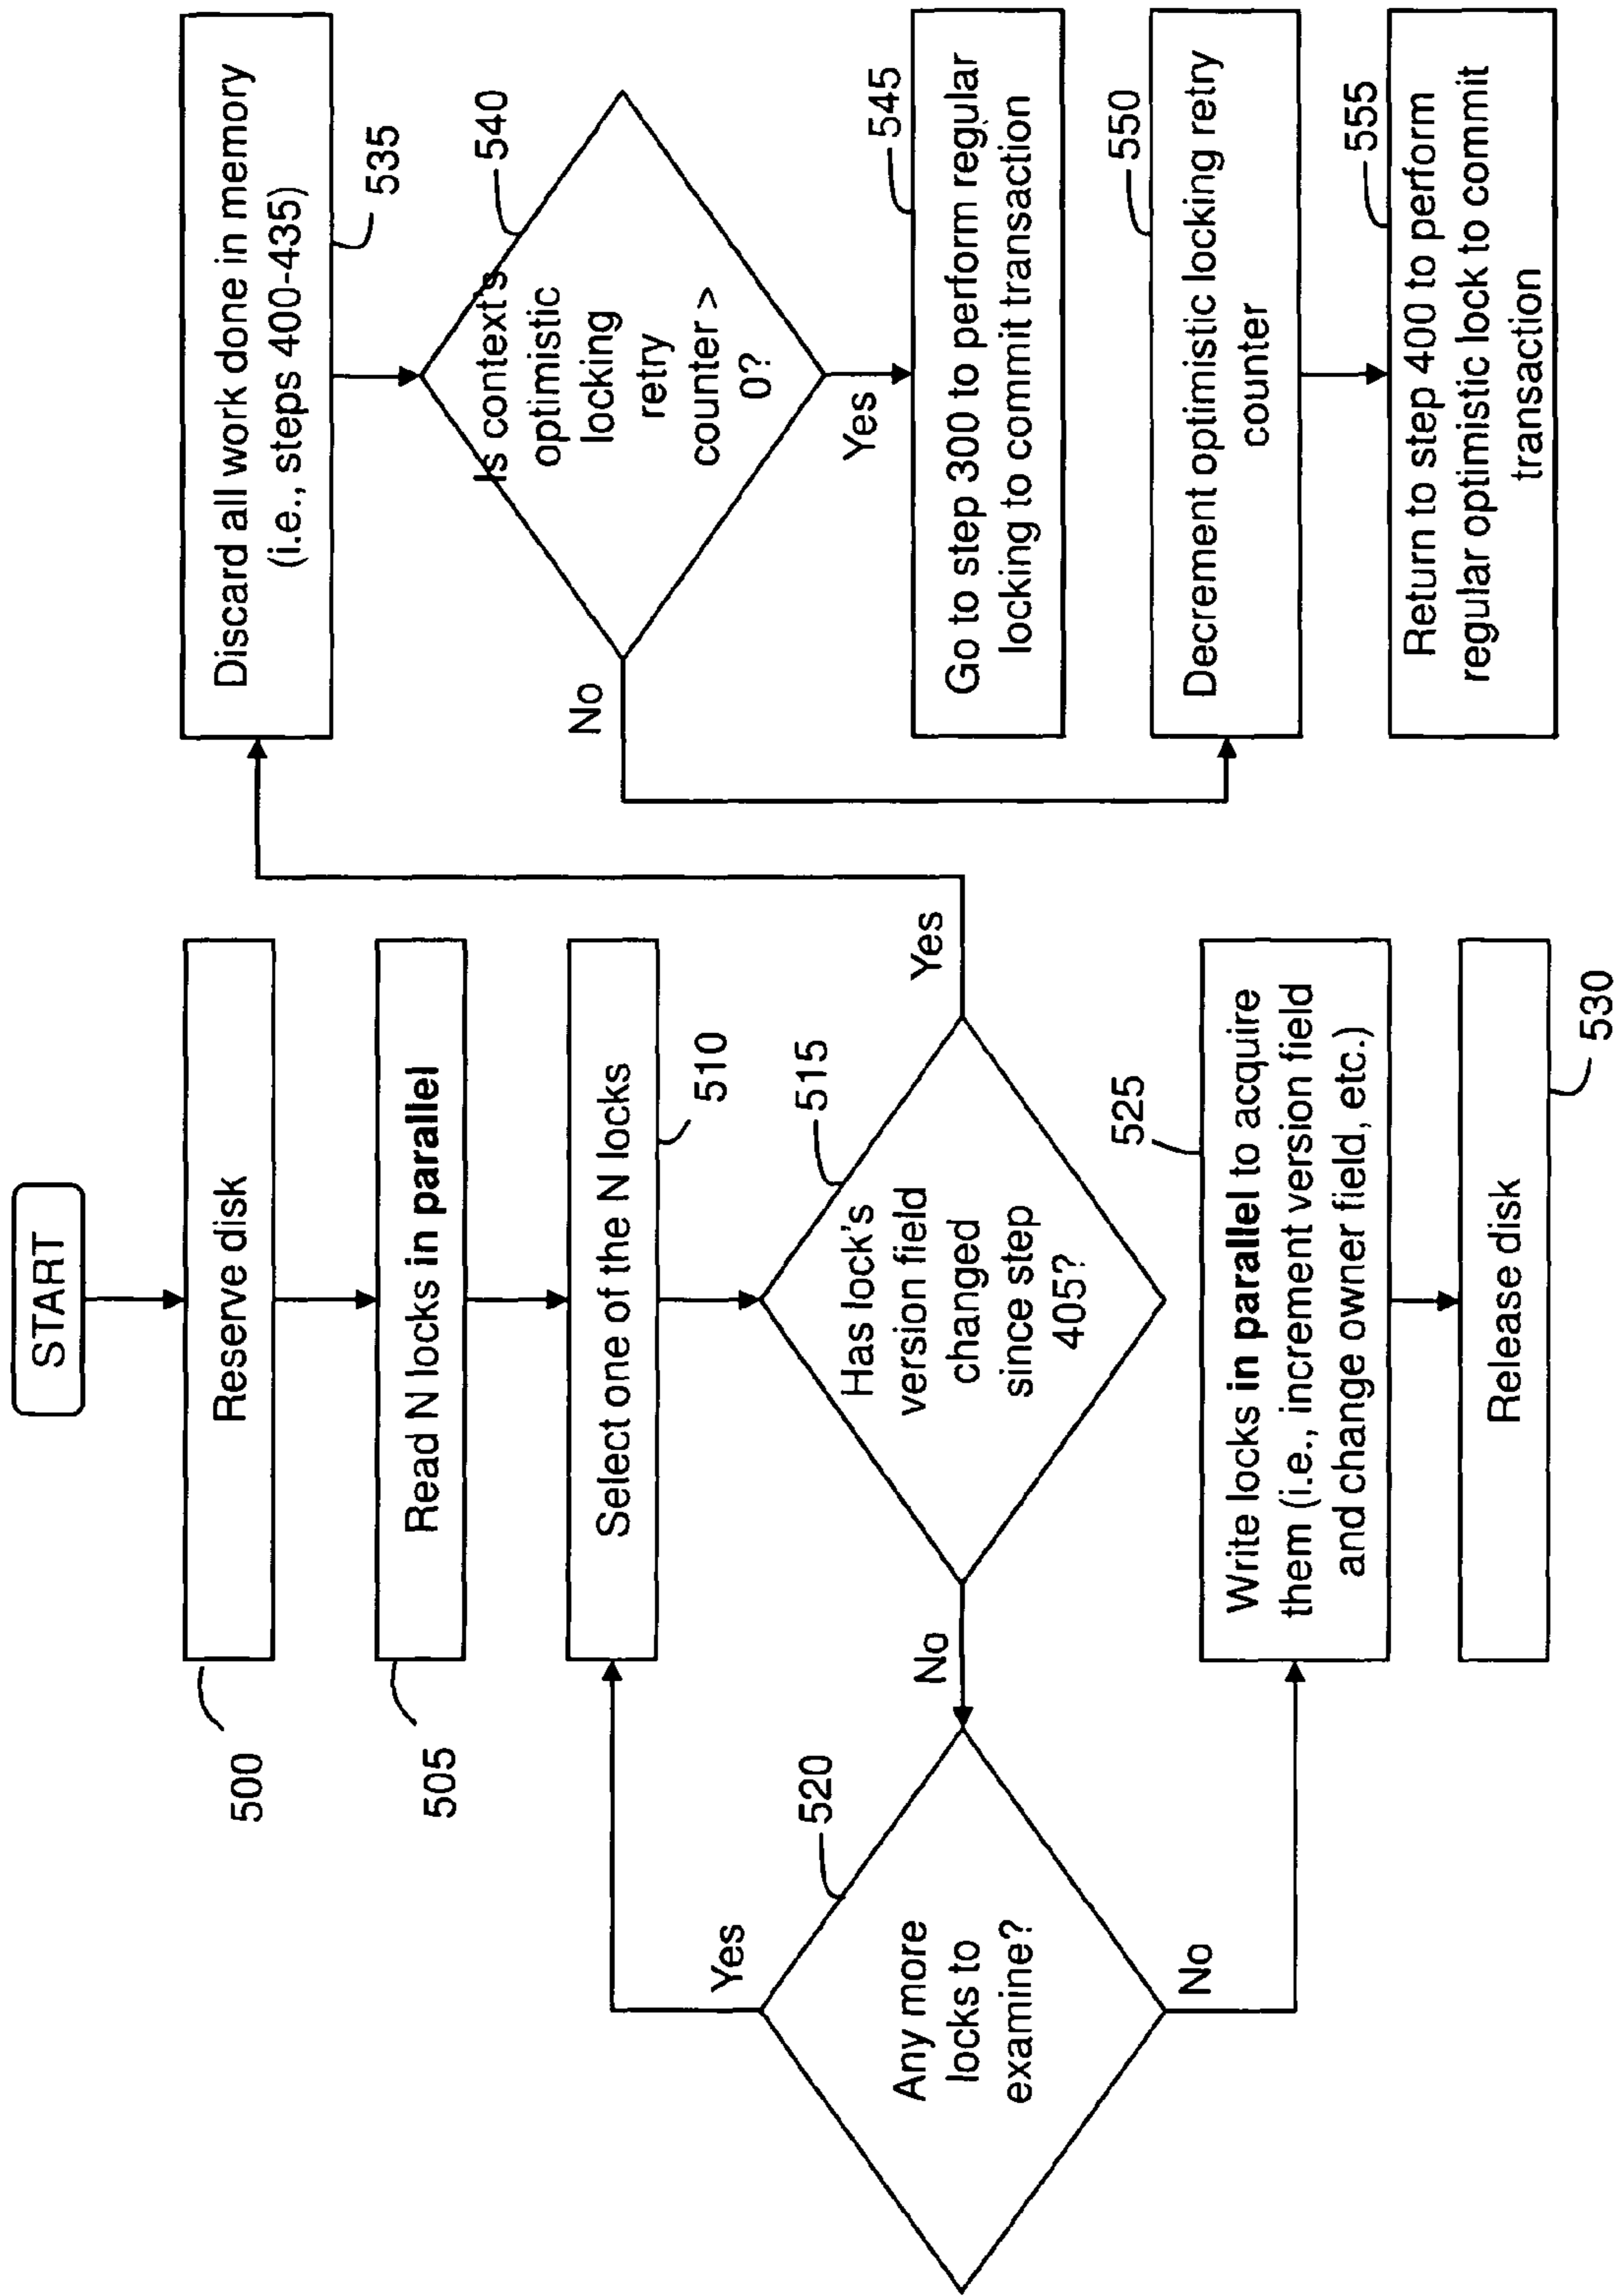 START
Reserve disk
500
Read N locks in parallel
505
Select one of the N locks
510
Has lock's
version field
changed
since step
405?
515
Yes
No
Any more
locks to
examine?
520
Yes
No
Write locks in parallel to acquire
them (i.e., increment version field
and change owner field, etc.)
525
Release disk
530
Discard all work done in memory
(i.e., steps 400-435)
535
Is context's
optimistic
locking
retry
counter >
0?
540
No
Yes
Go to step 300 to perform regular
locking to commit transaction
545
Decrement optimistic locking retry
counter
550
Return to step 400 to perform
regular optimistic lock to commit
transaction
555